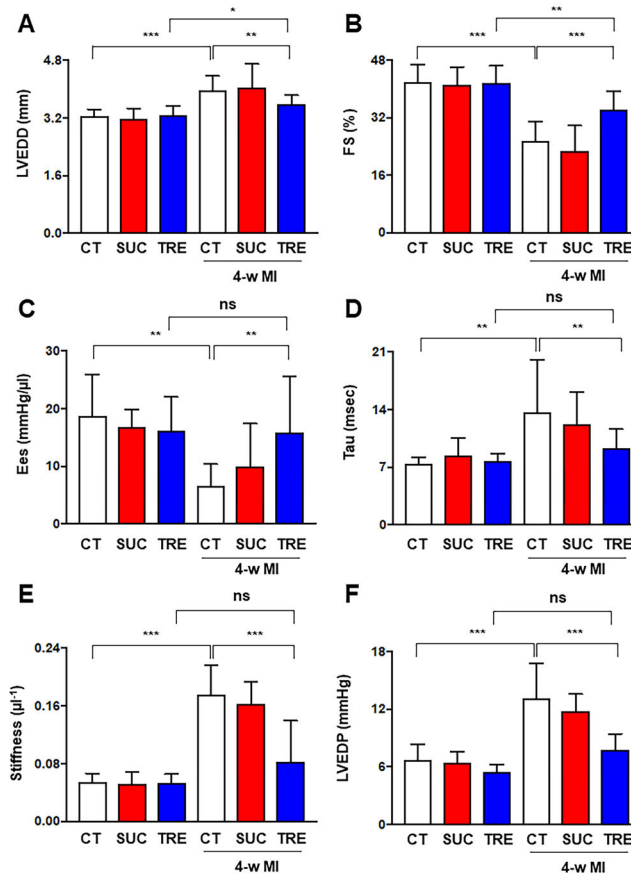 A
*
***
**
LVEDD (mm)
4.8
3.2
1.6
0.0
CT SUC TRE CT SUC TRE
4-w MI
B
**
***
***
FS (%)
48
32
16
0
CT SUC TRE CT SUC TRE
4-w MI
C
ns
**
**
Ees (mmHg/µl)
30
20
10
0
CT SUC TRE CT SUC TRE
4-w MI
D
ns
**
**
Tau (msec)
21
14
7
0
CT SUC TRE CT SUC TRE
4-w MI
E
ns
***
***
Stiffness (µl⁻¹)
0.24
0.16
0.08
0.00
CT SUC TRE CT SUC TRE
4-w MI
F
ns
***
***
LVEDP (mmHg)
18
12
6
0
CT SUC TRE CT SUC TRE
4-w MI